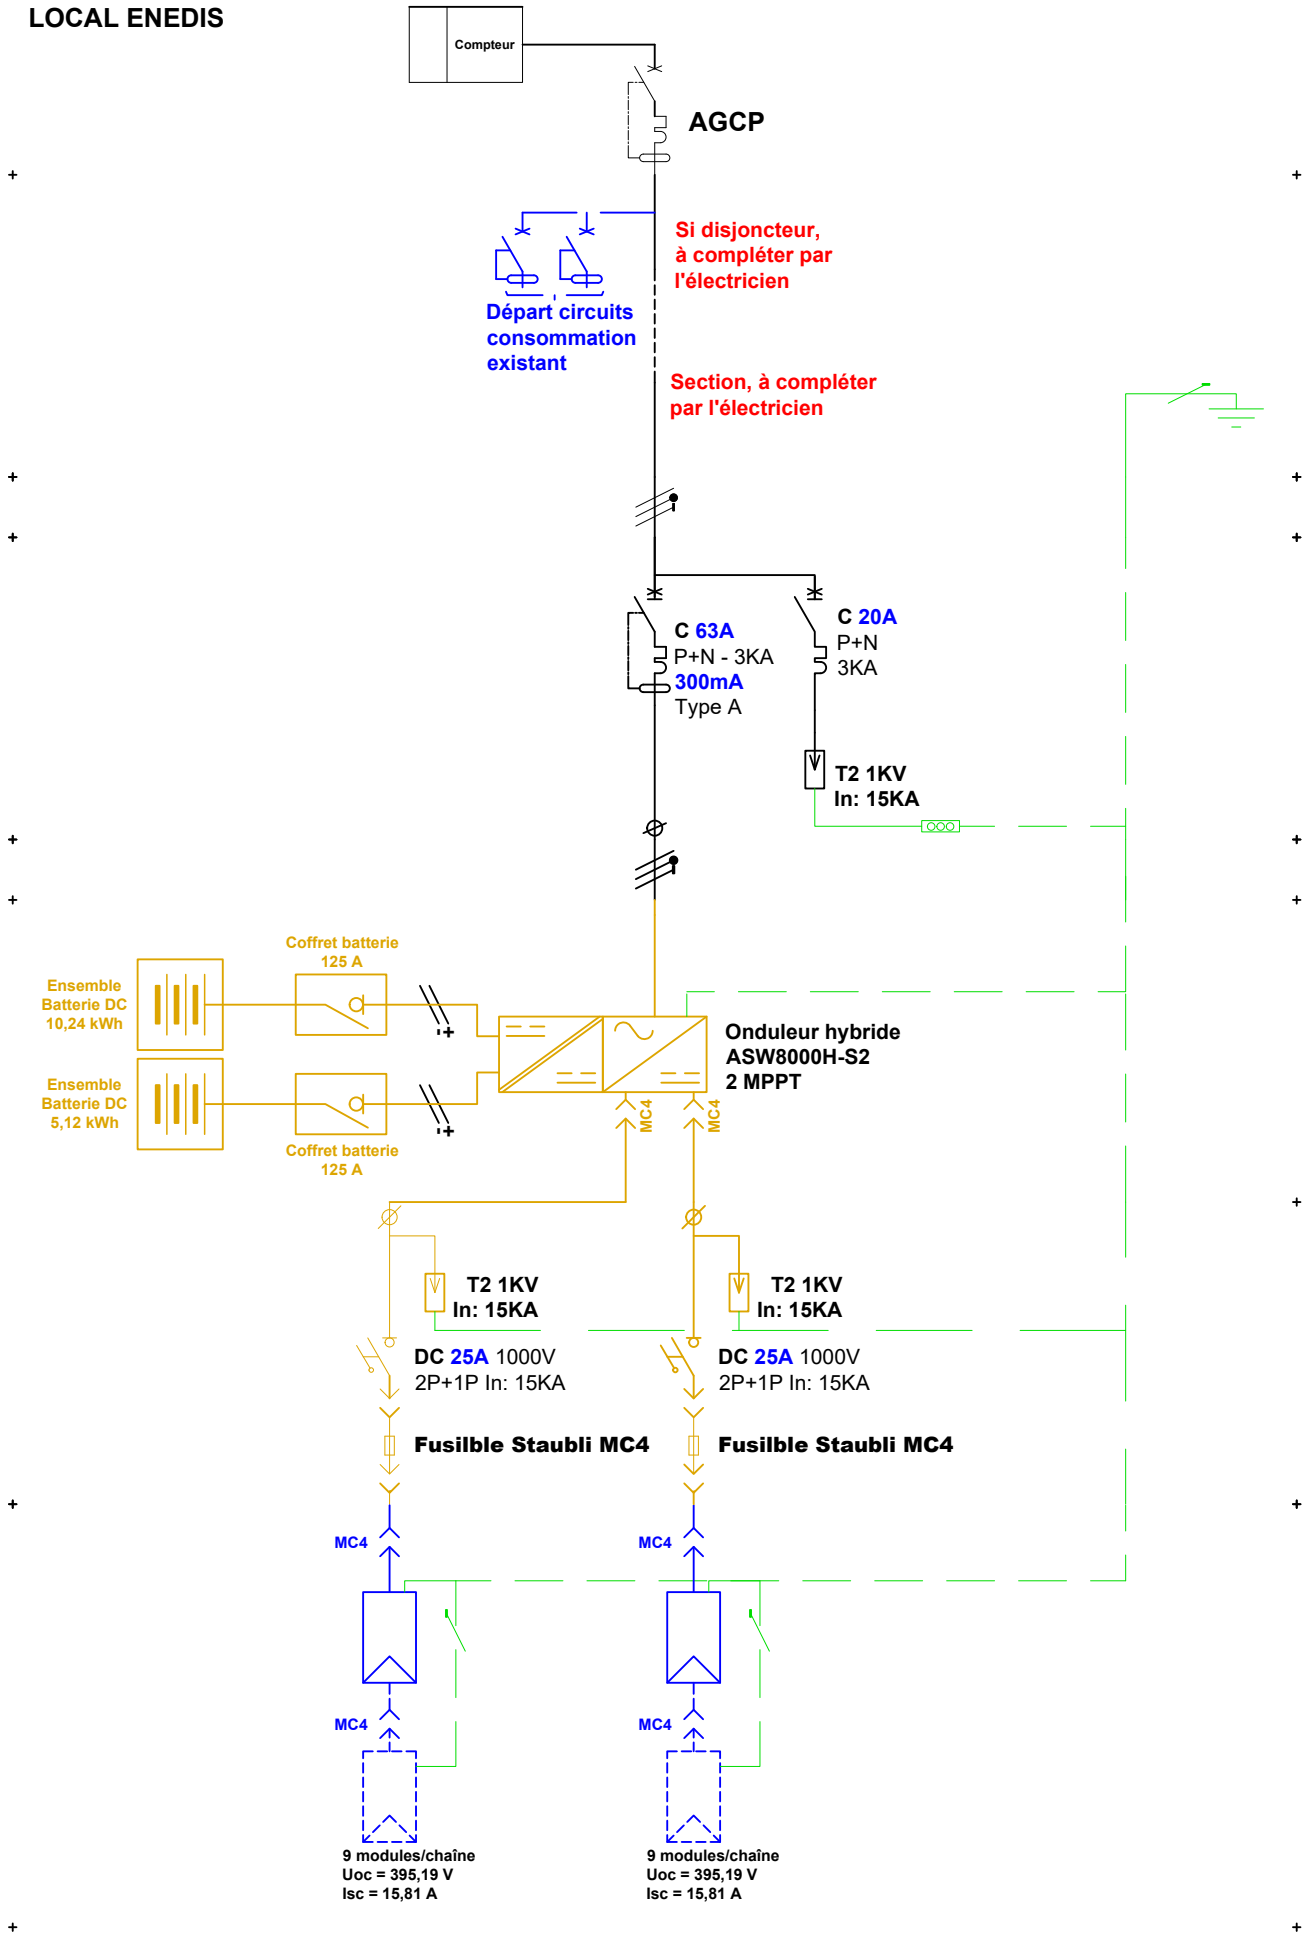 LOCAL ENEDIS
Compteur
AGCP
Si disjoncteur,
à compléter par
l'électricien
Départ circuits
consommation
existant
Section, à compléter
par l'électricien
C 63A
P+N - 3KA
300mA
Type A
C 20A
P+N
3KA
T2 1KV
In: 15KA
Coffret batterie
125 A
Ensemble
Batterie DC
10,24 kWh
-+
Onduleur hybride
ASW8000H-S2
2 MPPT
Ensemble
Batterie DC
5,12 kWh
-+
Coffret batterie
125 A
MC4
MC4
T2 1KV
In: 15KA
T2 1KV
In: 15KA
DC 25A 1000V
2P+1P In: 15KA
DC 25A 1000V
2P+1P In: 15KA
Fusilble Staubli MC4
Fusilble Staubli MC4
MC4
MC4
MC4
MC4
9 modules/chaîne
Uoc = 395,19 V
Isc = 15,81 A
9 modules/chaîne
Uoc = 395,19 V
Isc = 15,81 A